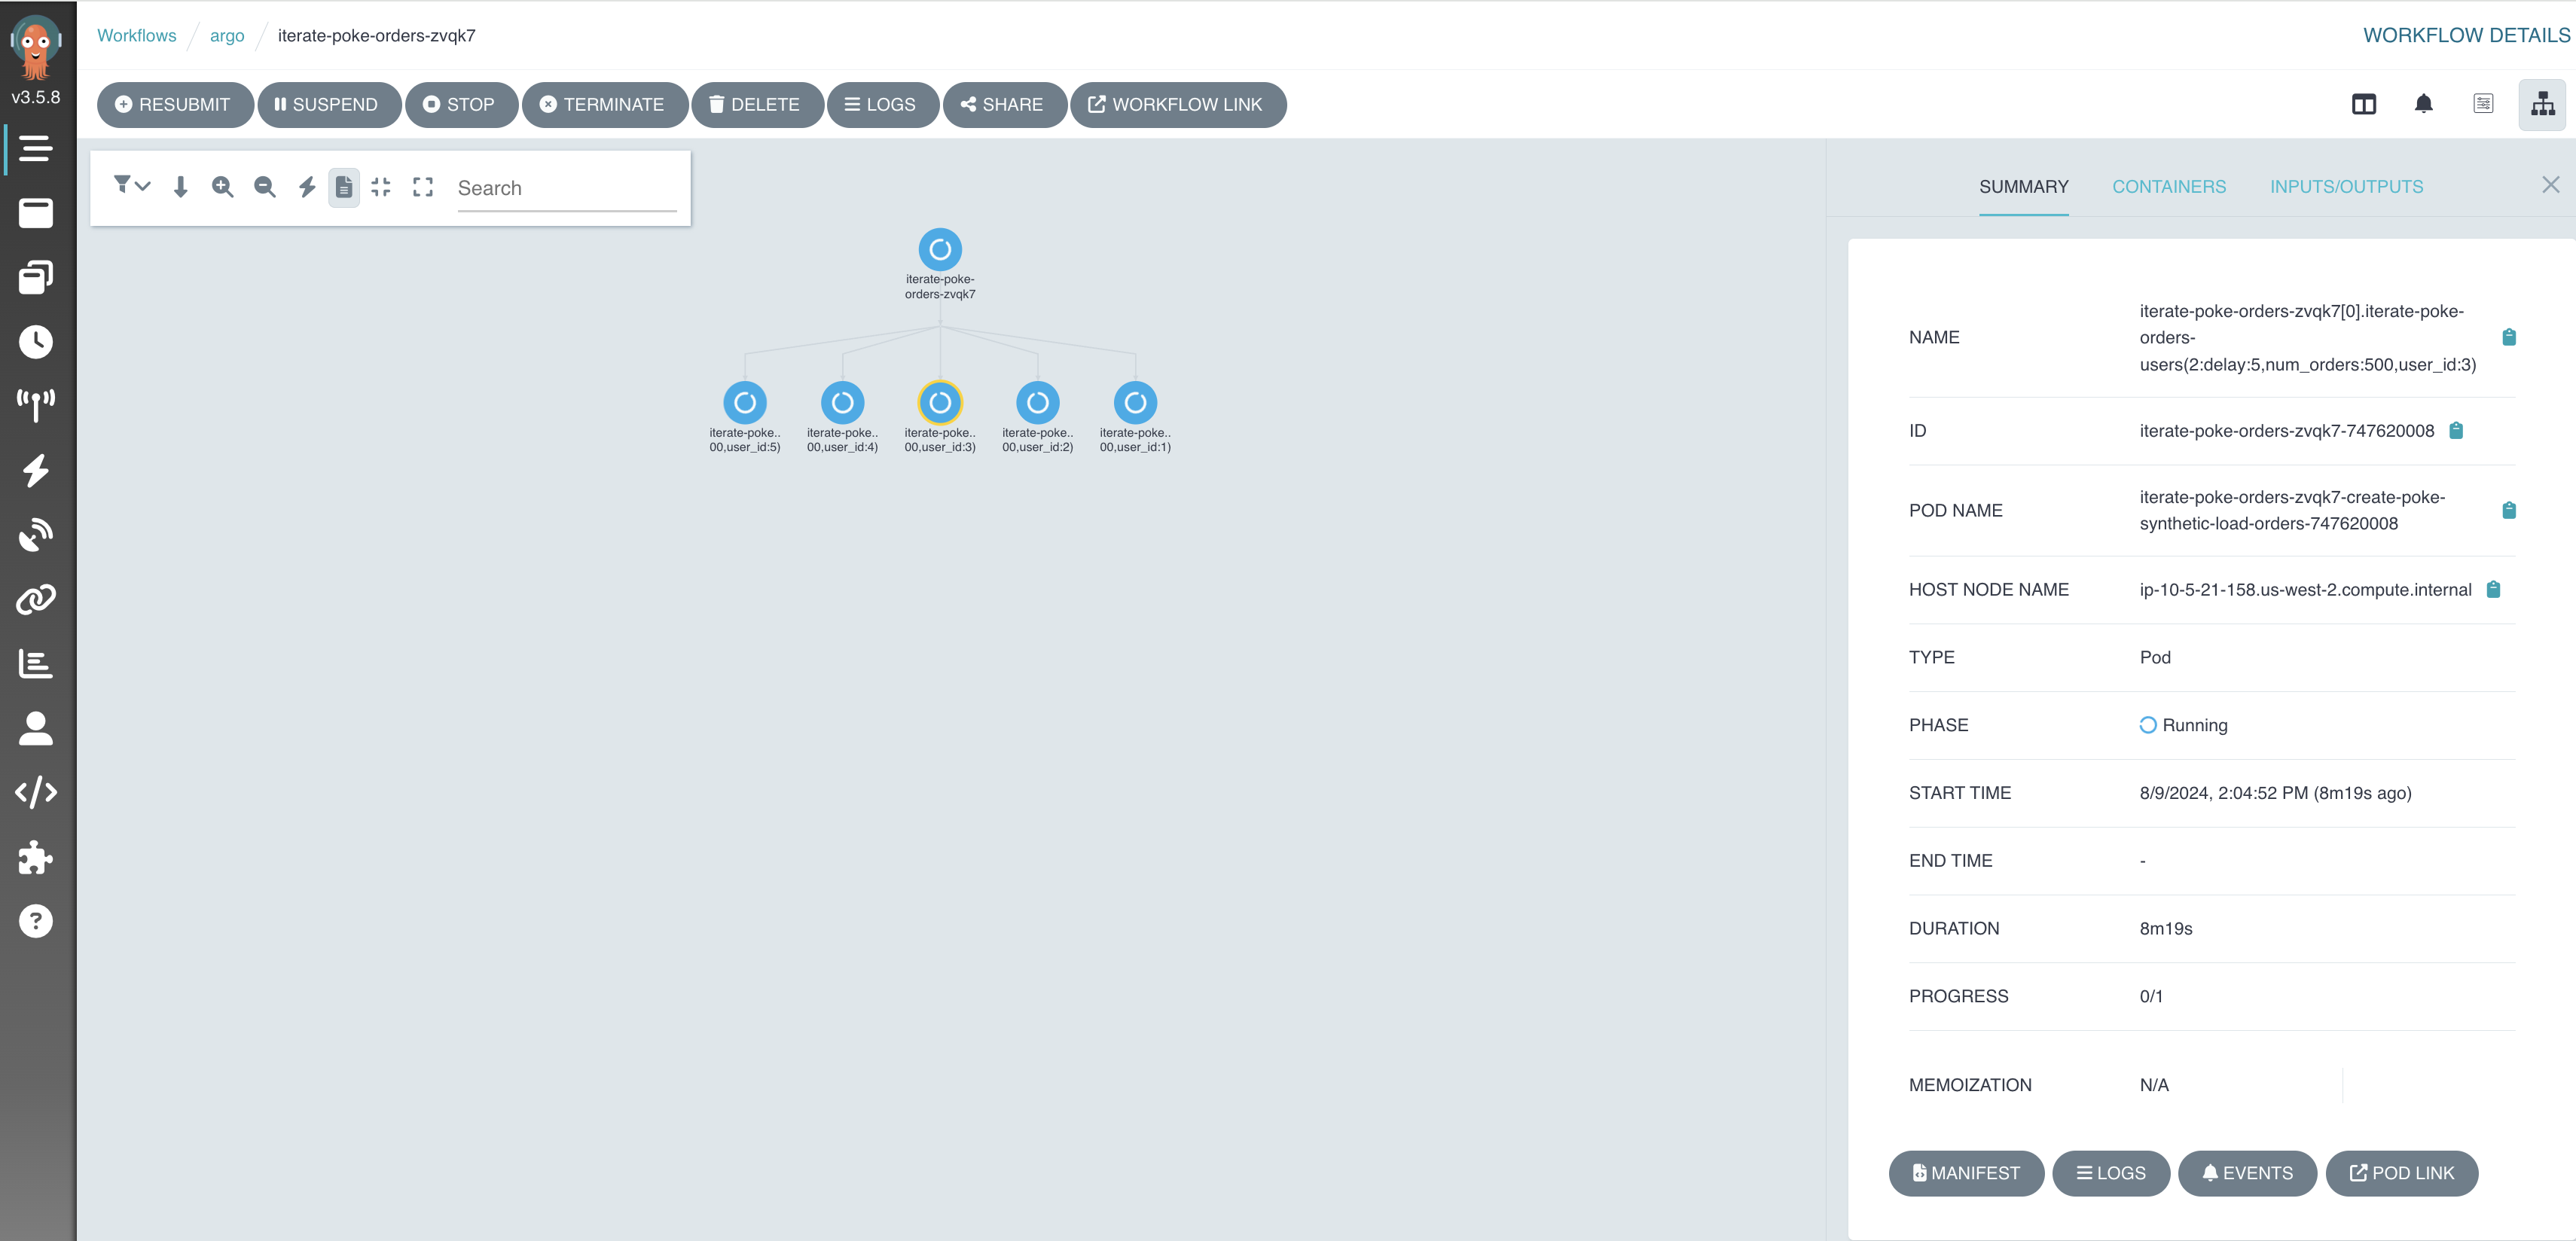 Workflows / argo / iterate-poke-orders-zvqk7
WORKFLOW DETAILS
v3.5.8
RESUBMIT
SUSPEND
STOP
TERMINATE
DELETE
LOGS
SHARE
WORKFLOW LINK
Search
iterate-poke-
orders-zvqk7
iterate-poke..
00,user_id:5)
iterate-poke..
00,user_id:4)
iterate-poke..
00,user_id:3)
iterate-poke..
00,user_id:2)
iterate-poke..
00,user_id:1)
SUMMARY
CONTAINERS
INPUTS/OUTPUTS
NAME
iterate-poke-orders-zvqk7[0].iterate-poke-
orders-
users(2:delay:5,num_orders:500,user_id:3)
ID
iterate-poke-orders-zvqk7-747620008
POD NAME
iterate-poke-orders-zvqk7-create-poke-
synthetic-load-orders-747620008
HOST NODE NAME
ip-10-5-21-158.us-west-2.compute.internal
TYPE
Pod
PHASE
Running
START TIME
8/9/2024, 2:04:52 PM (8m19s ago)
END TIME
-
DURATION
8m19s
PROGRESS
0/1
MEMOIZATION
N/A
MANIFEST
LOGS
EVENTS
POD LINK